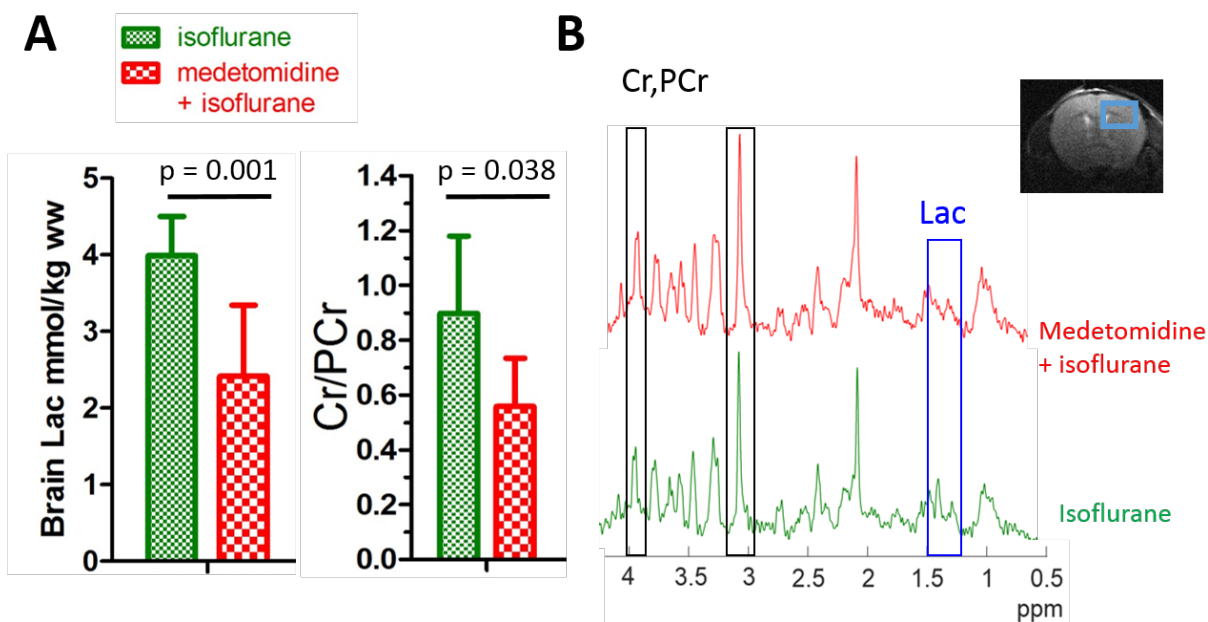 A
isoflurane
medetomidine
+ isoflurane
p = 0.001
Brain Lac mmol/kg ww
5
4
3
2
1
0
p = 0.038
Cr/PCr
1.4
1.2
1.0
0.8
0.6
0.4
0.2
0.0
B
Cr,PCr
Lac
Medetomidine
+ isoflurane
Isoflurane
4 3.5 3 2.5 2 1.5 1 0.5
ppm